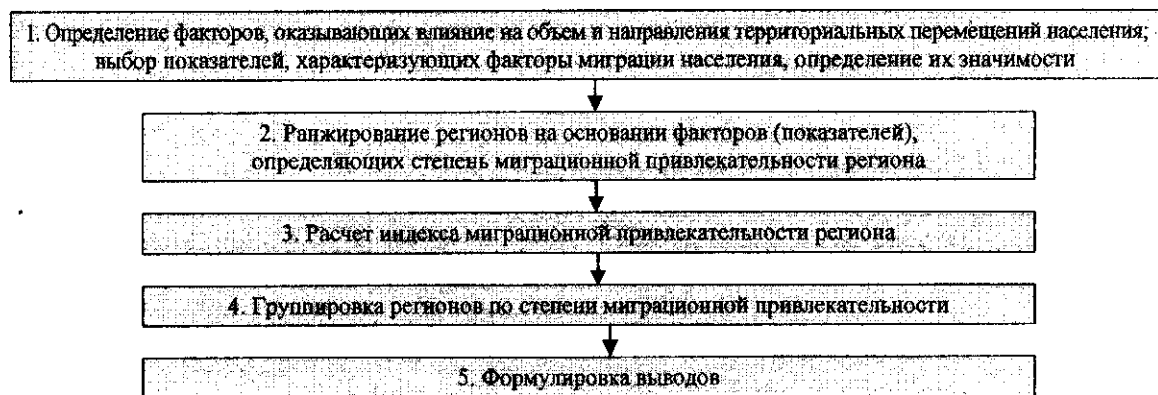 1. Определение факторов, оказывающих влияние на объем и направления территориальных перемещений населения;
выбор показателей, характеризующих факторы миграции населения, определение их значимости
2. Ранжирование регионов на основании факторов (показателей),
определяющих степень миграционной привлекательности региона
3. Расчет индекса миграционной привлекательности региона
4. Группировка регионов по степени миграционной привлекательности
5. Формулировка выводов